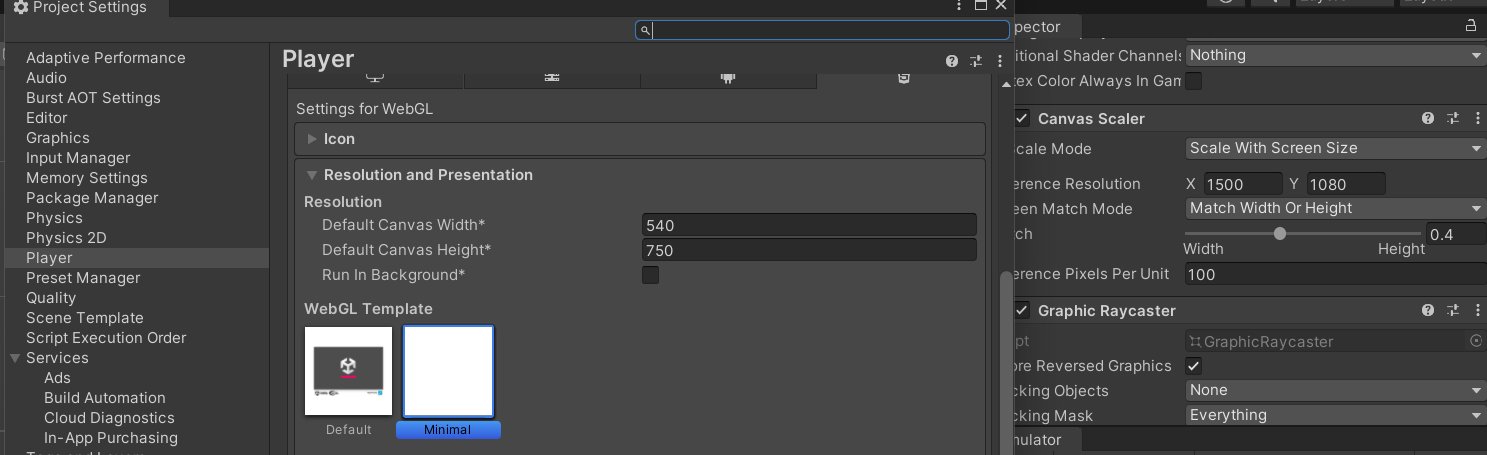 Project Settings
Player
Adaptive Performance
Audio
Burst AOT Settings
Editor
Graphics
Input Manager
Memory Settings
Package Manager
Physics
Physics 2D
Player
Preset Manager
Quality
Scene Template
Script Execution Order
Services
Ads
Build Automation
Cloud Diagnostics
In-App Purchasing
Settings for WebGL
Icon
Resolution and Presentation
Resolution
Default Canvas Width* 540
Default Canvas Height* 750
Run In Background*
WebGL Template
Default Minimal
pector
itional Shader Channels Nothing
tex Color Always In Gam
Canvas Scaler
Scale Mode Scale With Screen Size
erence Resolution X 1500 Y 1080
een Match Mode Match Width Or Height
tch 0.4
Width Height
erence Pixels Per Unit 100
Graphic Raycaster
ipt GraphicRaycaster
ore Reversed Graphics
cking Objects None
cking Mask Everything
mulator